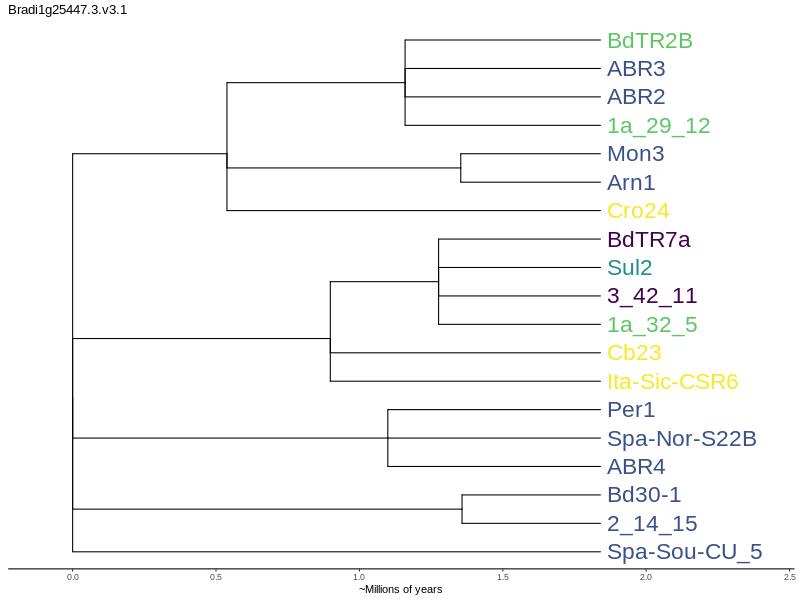 Bradi1g25447.3.v3.1
BdTR2B
ABR3
ABR2
1a_29_12
Mon3
Arn1
Cro24
BdTR7a
Sul2
3_42_11
1a_32_5
Cb23
Ita-Sic-CSR6
Per1
Spa-Nor-S22B
ABR4
Bd30-1
2_14_15
Spa-Sou-CU_5
0.0 0.5 1.0 1.5 2.0 2.5
~Millions of years